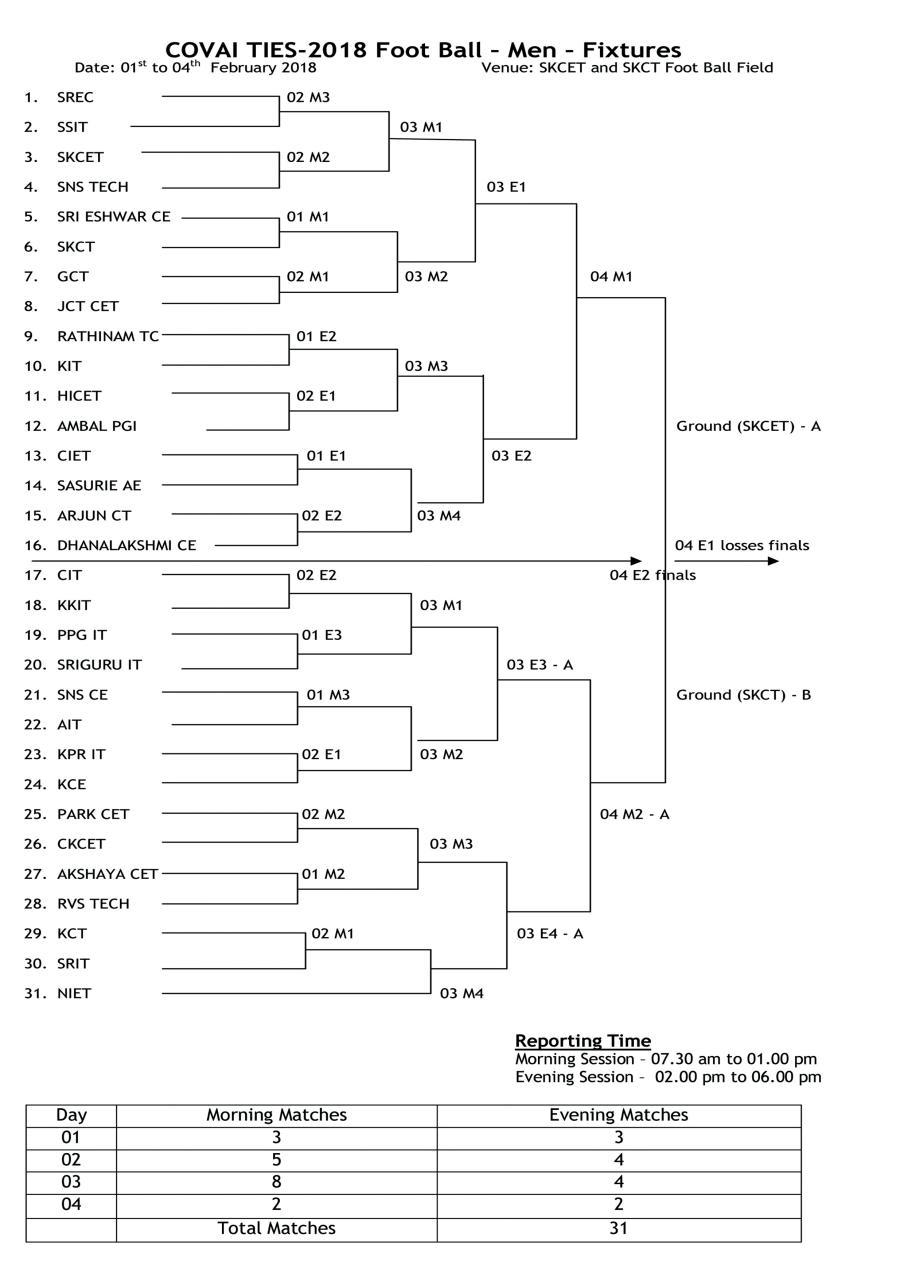 COVAI TIES-2018 Foot Ball – Men – Fixtures
Date: 01st to 04th February 2018 Venue: SKCET and SKCT Foot Ball Field
1. SREC 02 M3
2. SSIT 03 M1
3. SKCET 02 M2
4. SNS TECH 03 E1
5. SRI ESHWAR CE 01 M1
6. SKCT
7. GCT 02 M1 03 M2 04 M1
8. JCT CET
9. RATHINAM TC 01 E2
10. KIT 03 M3
11. HICET 02 E1
12. AMBAL PGI Ground (SKCET) - A
13. CIET 01 E1 03 E2
14. SASURIE AE
15. ARJUN CT 02 E2 03 M4
16. DHANALAKSHMI CE 04 E1 losses finals
17. CIT 02 E2 04 E2 finals
18. KKIT 03 M1
19. PPG IT 01 E3
20. SRIGURU IT 03 E3 - A
21. SNS CE 01 M3 Ground (SKCT) - B
22. AIT
23. KPR IT 02 E1 03 M2
24. KCE
25. PARK CET 02 M2 04 M2 - A
26. CKCET 03 M3
27. AKSHAYA CET 01 M2
28. RVS TECH
29. KCT 02 M1 03 E4 - A
30. SRIT
31. NIET 03 M4
Reporting Time
Morning Session – 07.30 am to 01.00 pm
Evening Session – 02.00 pm to 06.00 pm
Day Morning Matches Evening Matches
01 3 3
02 5 4
03 8 4
04 2 2
Total Matches 31